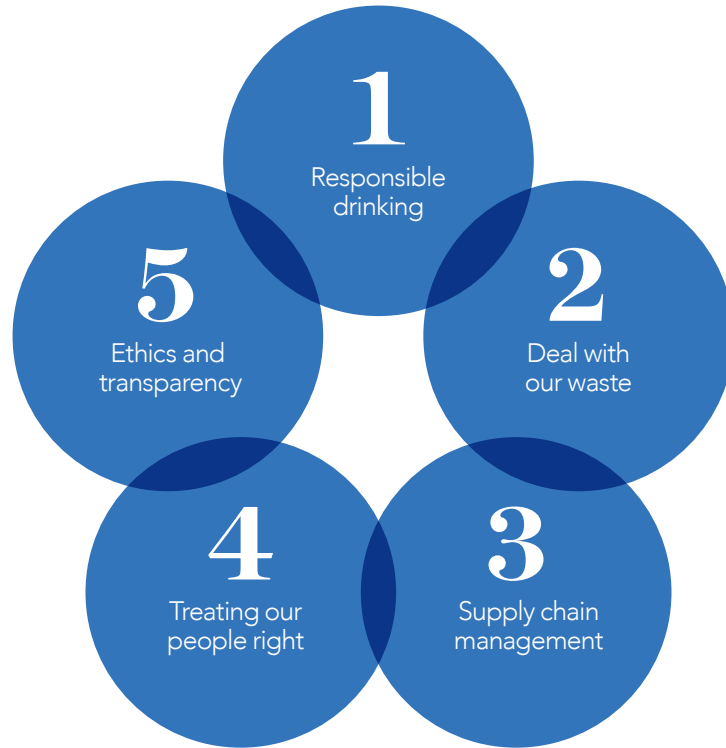 1
Responsible
drinking
2
Deal with
our waste
3
Supply chain
management
4
Treating our
people right
5
Ethics and
transparency